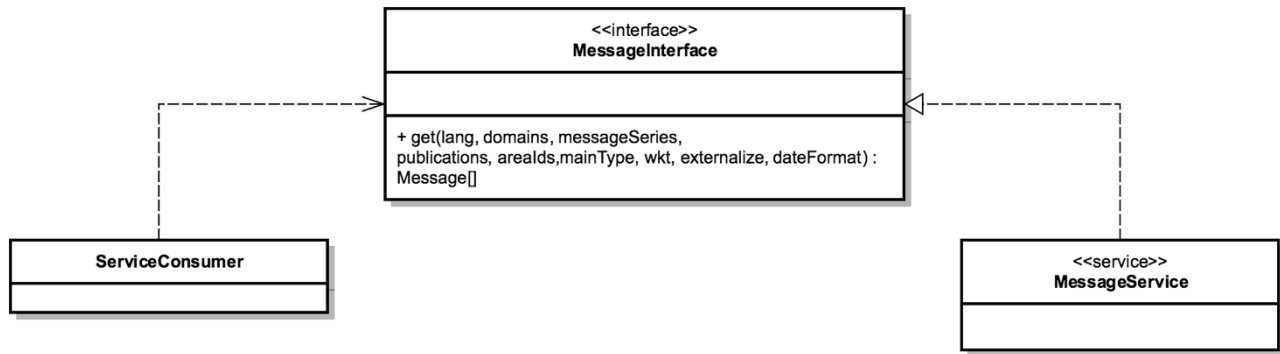 <<interface>>
MessageInterface
+ get(lang, domains, messageSeries,
publications, areaIds,mainType, wkt, externalize, dateFormat) :
Message[]
ServiceConsumer
<<service>>
MessageService